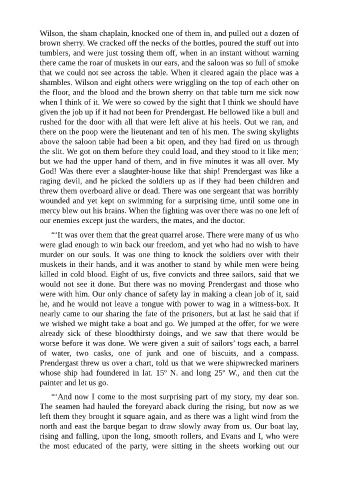 Wilson, the sham chaplain, knocked one of them in, and pulled out a dozen of
brown sherry. We cracked off the necks of the bottles, poured the stuff out into
tumblers, and were just tossing them off, when in an instant without warning
there came the roar of muskets in our ears, and the saloon was so full of smoke
that we could not see across the table. When it cleared again the place was a
shambles. Wilson and eight others were wriggling on the top of each other on
the floor, and the blood and the brown sherry on that table turn me sick now
when I think of it. We were so cowed by the sight that I think we should have
given the job up if it had not been for Prendergast. He bellowed like a bull and
rushed for the door with all that were left alive at his heels. Out we ran, and
there on the poop were the lieutenant and ten of his men. The swing skylights
above the saloon table had been a bit open, and they had fired on us through
the slit. We got on them before they could load, and they stood to it like men;
but we had the upper hand of them, and in five minutes it was all over. My
God! Was there ever a slaughter-house like that ship! Prendergast was like a
raging devil, and he picked the soldiers up as if they had been children and
threw them overboard alive or dead. There was one sergeant that was horribly
wounded and yet kept on swimming for a surprising time, until some one in
mercy blew out his brains. When the fighting was over there was no one left of
our enemies except just the warders, the mates, and the doctor.
“‘It was over them that the great quarrel arose. There were many of us who
were glad enough to win back our freedom, and yet who had no wish to have
murder on our souls. It was one thing to knock the soldiers over with their
muskets in their hands, and it was another to stand by while men were being
killed in cold blood. Eight of us, five convicts and three sailors, said that we
would not see it done. But there was no moving Prendergast and those who
were with him. Our only chance of safety lay in making a clean job of it, said
he, and he would not leave a tongue with power to wag in a witness-box. It
nearly came to our sharing the fate of the prisoners, but at last he said that if
we wished we might take a boat and go. We jumped at the offer, for we were
already sick of these bloodthirsty doings, and we saw that there would be
worse before it was done. We were given a suit of sailors’ togs each, a barrel
of water, two casks, one of junk and one of biscuits, and a compass.
Prendergast threw us over a chart, told us that we were shipwrecked mariners
whose ship had foundered in lat. 15° N. and long 25° W., and then cut the
painter and let us go.
“‘And now I come to the most surprising part of my story, my dear son.
The seamen had hauled the foreyard aback during the rising, but now as we
left them they brought it square again, and as there was a light wind from the
north and east the barque began to draw slowly away from us. Our boat lay,
rising and falling, upon the long, smooth rollers, and Evans and I, who were
the most educated of the party, were sitting in the sheets working out our